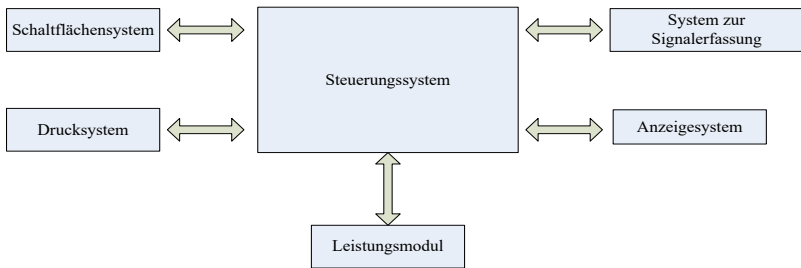 Schaltflächensystem
Steuerungssystem
System zur
Signalerfassung
Drucksystem
Anzeigesystem
Leistungsmodul